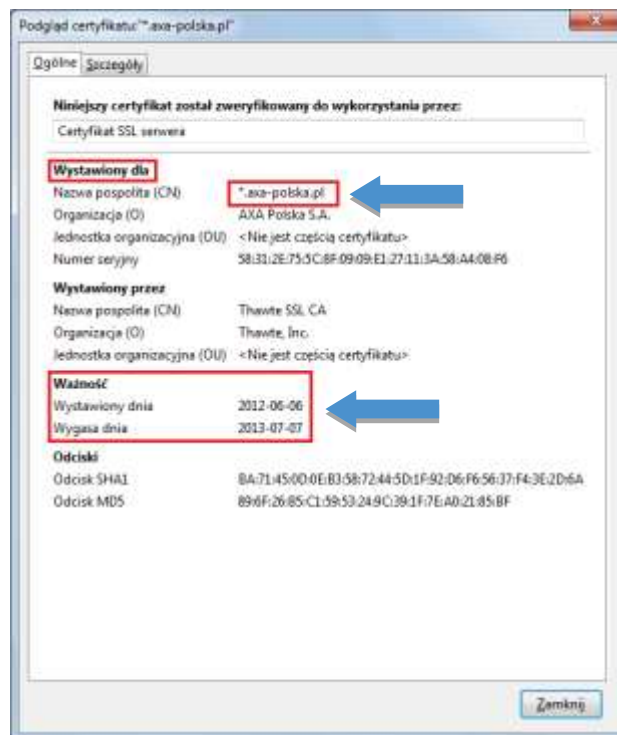 Podgląd certyfikatu:"*.axa-polska.pl"
Ogólne Szczegóły
Niniejszy certyfikat został zweryfikowany do wykorzystania przez:
Certyfikat SSL serwera
Wystawiony dla
Nazwa pospolita (CN) *.axa-polska.pl
Organizacja (O) AXA Polska S.A.
Jednostka organizacyjna (OU) <Nie jest częścią certyfikatu>
Numer seryjny 58:31:2E:75:5C:8F:09:09:E1:27:11:3A:58:A4:08:F6
Wystawiony przez
Nazwa pospolita (CN) Thawte SSL CA
Organizacja (O) Thawte, Inc.
Jednostka organizacyjna (OU) <Nie jest częścią certyfikatu>
Ważność
Wystawiony dnia 2012-06-06
Wygasa dnia 2013-07-07
Odciski
Odcisk SHA1 BA:71:45:0D:0E:B3:58:72:44:5D:1F:92:D6:F6:56:37:F4:3E:2D:6A
Odcisk MD5 89:6F:26:85:C1:59:53:24:9C:39:1F:7E:A0:21:85:BF
Zamknij